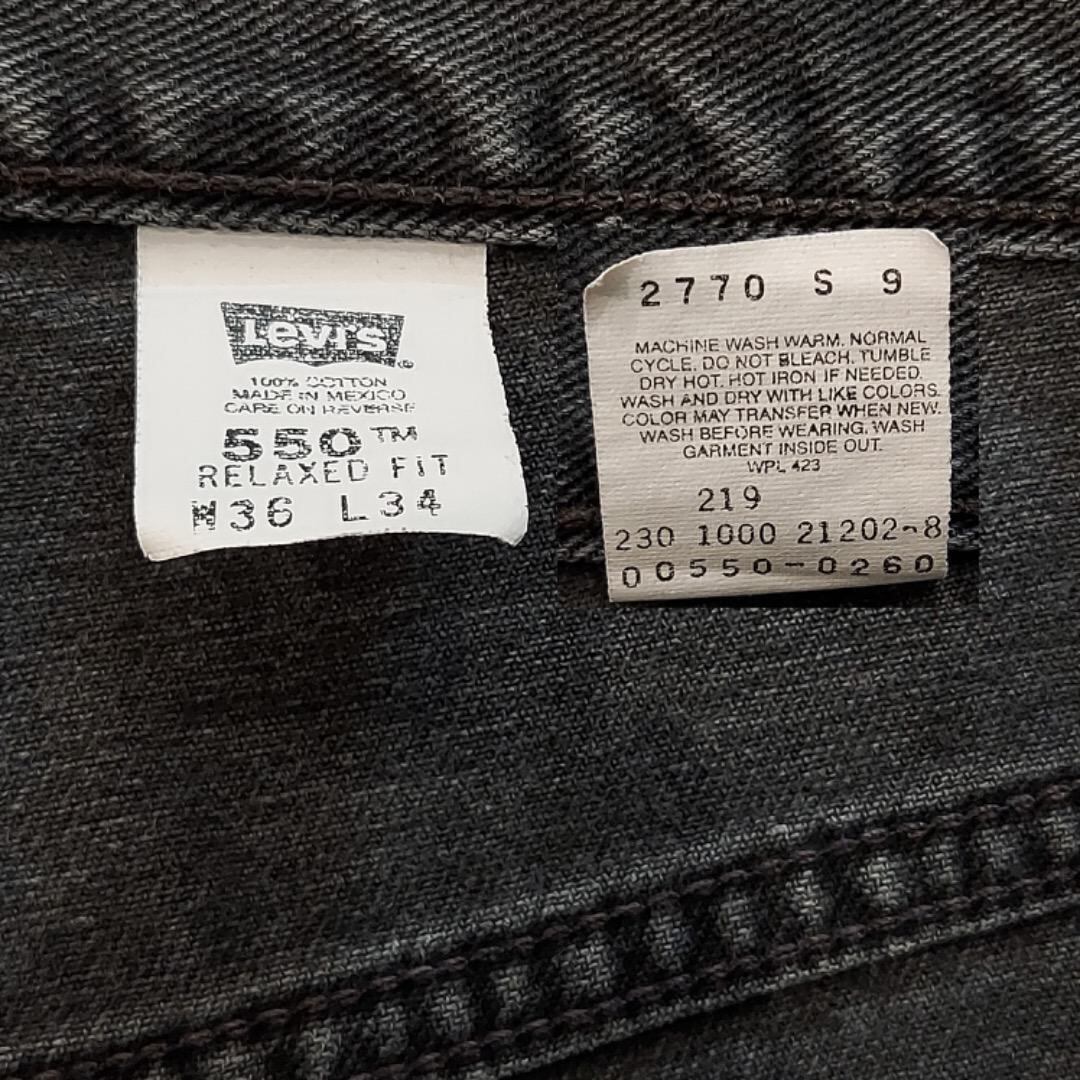 Levi's®
100% COTTON
MADE IN MEXICO
CARE ON REVERSE
550™
RELAXED FIT
W36 L34
2770 S 9
MACHINE WASH WARM. NORMAL
CYCLE. DO NOT BLEACH. TUMBLE
DRY HOT. HOT IRON IF NEEDED.
WASH AND DRY WITH LIKE COLORS.
COLOR MAY TRANSFER WHEN NEW.
WASH BEFORE WEARING. WASH
GARMENT INSIDE OUT.
WPL 423
219
230 1000 21202-8
00550-0260